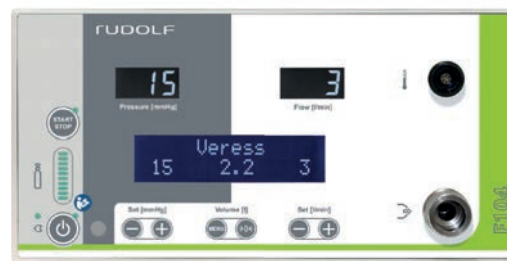 RUDOLF
15
3
Pressure [mmHg]
Flow [l/min]
START
STOP
Veress
15 2.2 3
Set [mmHg]
Volume [l]
Set [l/min]
MENU
>0<
F104